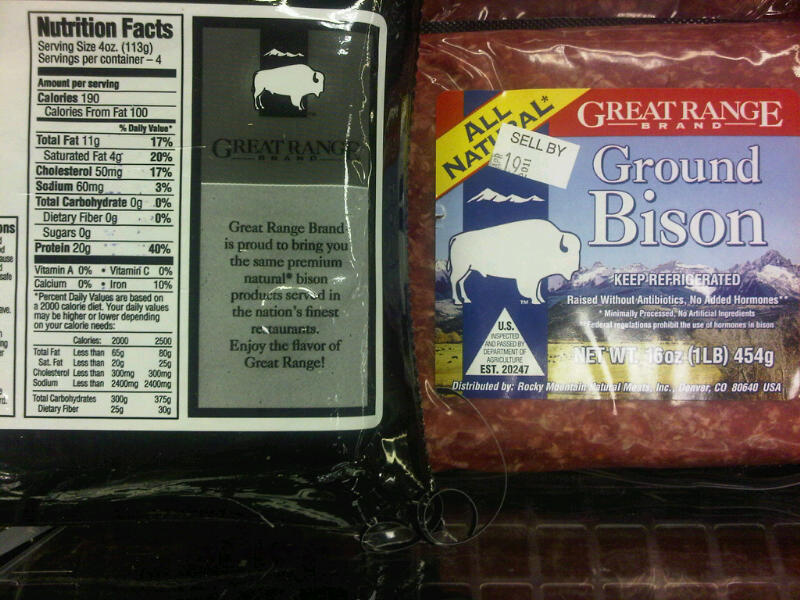 Nutrition Facts
Serving Size 4oz. (113g)
Servings per container – 4
Amount per serving
Calories 190
Calories From Fat 100
% Daily Value*
Total Fat 11g 17%
Saturated Fat 4g 20%
Cholesterol 50mg 17%
Sodium 60mg 3%
Total Carbohydrate 0g 0%
Dietary Fiber 0g 0%
Sugars 0g
Protein 20g 40%
Vitamin A 0% • Vitamin C 0%
Calcium 0% • Iron 10%
*Percent Daily Values are based on
a 2000 calorie diet. Your daily values
may be higher or lower depending
on your calorie needs:
Calories: 2000 2500
Total Fat Less than 65g 80g
Sat. Fat Less than 20g 25g
Cholesterol Less than 300mg 300mg
Sodium Less than 2400mg 2400mg
Total Carbohydrates 300g 375g
Dietary Fiber 25g 30g
GREAT RANGE
BRAND
Great Range Brand
is proud to bring you
the same premium
natural* bison
products served in
the nation's finest
restaurants.
Enjoy the flavor of
Great Range!
ALL
NATURAL*
SELL BY
APR 19 2011
GREAT RANGE
BRAND
Ground
Bison
™
KEEP REFRIGERATED
Raised Without Antibiotics, No Added Hormones**
* Minimally Processed, No Artificial Ingredients
**Federal regulations prohibit the use of hormones in bison
U.S.
INSPECTED
AND PASSED BY
DEPARTMENT OF
AGRICULTURE
EST. 20247
NET WT. 16oz (1LB) 454g
Distributed by: Rocky Mountain Natural Meats, Inc., Denver, CO 80640 USA